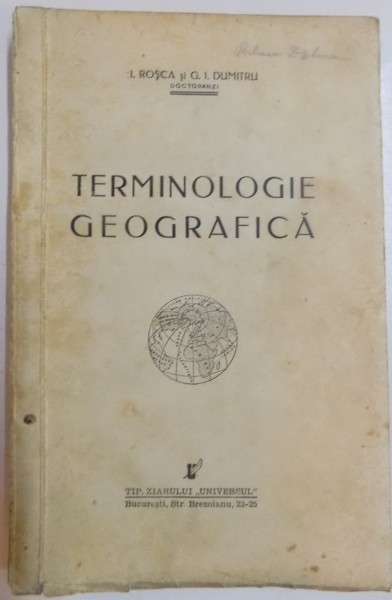 I. ROȘCA și G. I. DUMITRU
DOCTORANZI
TERMINOLOGIE
GEOGRAFICĂ
TIP. ZIARULUI „UNIVERSUL"
București, Str. Brezoianu, 23-25